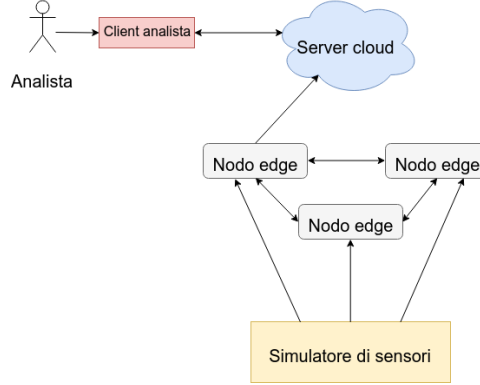 Client analista
Server cloud
Analista
Nodo edge
Nodo edge
Nodo edge
Simulatore di sensori